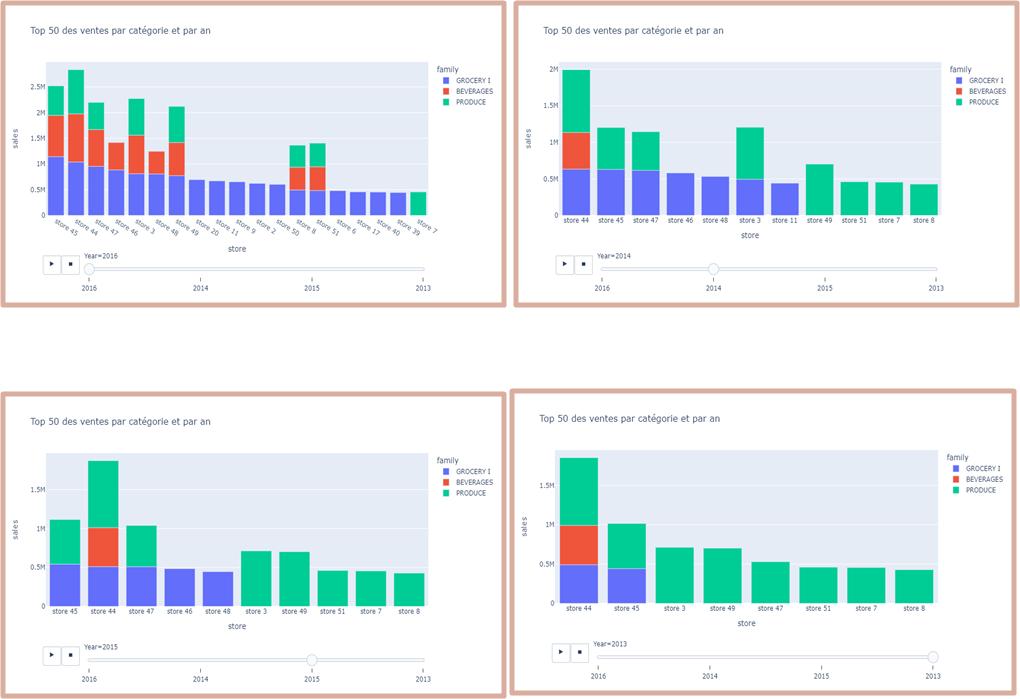 Top 50 des ventes par catégorie et par an
family
GROCERY I
BEVERAGES
PRODUCE
2.5M
2M
1.5M
1M
0.5M
0
sales
store 45
store 44
store 47
store 46
store 3
store 48
store 49
store 20
store 11
store 9
store 2
store 50
store 8
store 51
store 6
store 17
store 40
store 39
store 7
store
Year=2016
2016 2014 2015 2013
Top 50 des ventes par catégorie et par an
family
GROCERY I
BEVERAGES
PRODUCE
2M
1.5M
1M
0.5M
0
sales
store 44 store 45 store 47 store 46 store 48 store 3 store 11 store 49 store 51 store 7 store 8
store
Year=2014
2016 2014 2015 2013
Top 50 des ventes par catégorie et par an
family
GROCERY I
BEVERAGES
PRODUCE
1.5M
1M
0.5M
0
sales
store 45 store 44 store 47 store 46 store 48 store 3 store 49 store 51 store 7 store 8
store
Year=2015
2016 2014 2015 2013
Top 50 des ventes par catégorie et par an
family
GROCERY I
BEVERAGES
PRODUCE
1.5M
1M
0.5M
0
sales
store 44 store 45 store 3 store 49 store 47 store 51 store 7 store 8
store
Year=2013
2016 2014 2015 2013